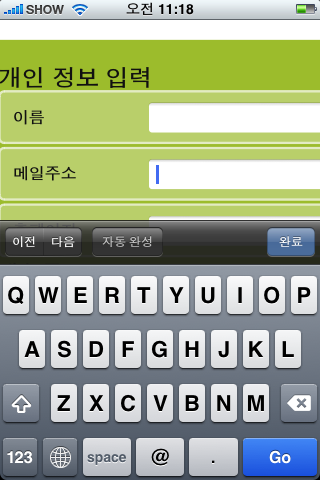 SHOW 오전 11:18
개인 정보 입력
이름
메일주소
이전 다음 자동 완성 완료
Q W E R T Y U I O P
A S D F G H J K L
Z X C V B N M
123 space @ . Go